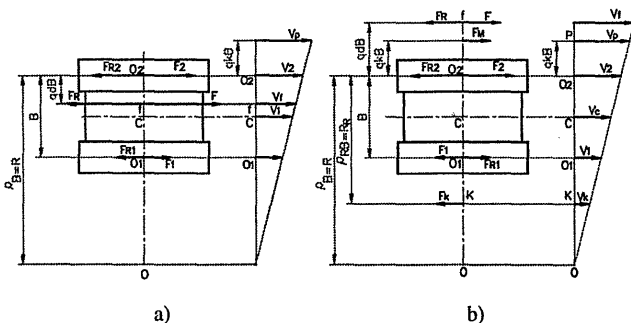 Vp
qkB
FR2 O2 F2
O2 V2
qdB
FR f F
f Vf
B
C
C V1
FR1 O1 F1
O1
ρB=R
O
a)
FR f F
Vf
qdB
FM
P Vp
qkB
FR2 O2 F2
O2 V2
B
ρRB=RR
C
C Vc
F1 O1 FR1
O1 V1
ρB=R
Fk K
K Vk
O
O
b)